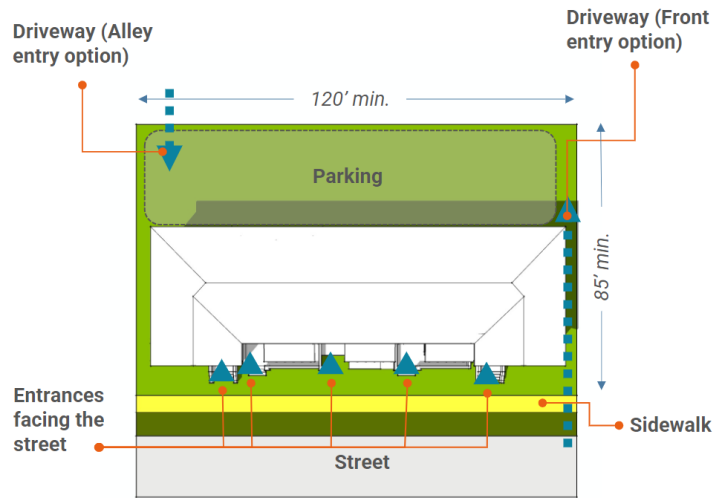 Driveway (Alley
entry option)
Driveway (Front
entry option)
120’ min.
Parking
85’ min.
Entrances
facing the
street
Sidewalk
Street